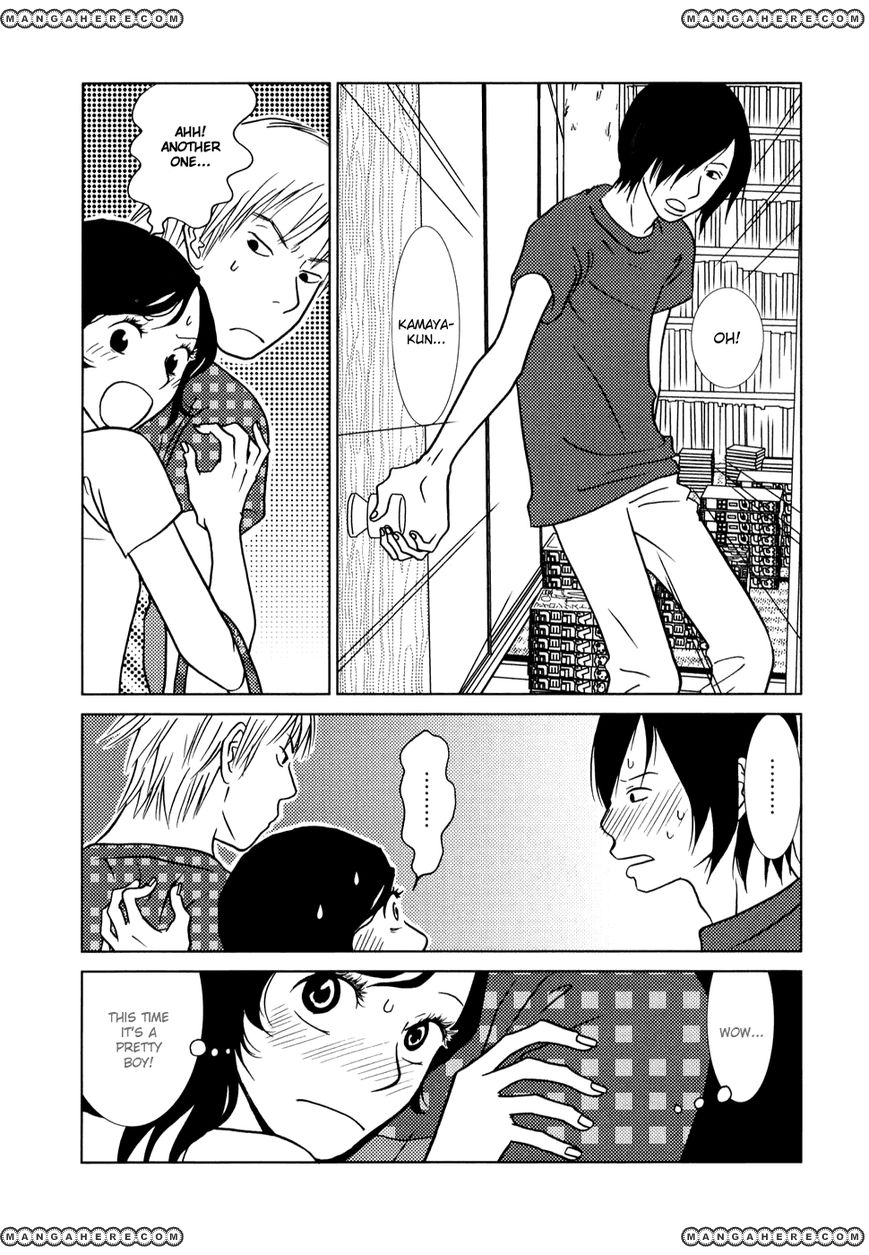 MANGAHERE.COM
MANGAHERE.COM
OH!
KAMAYA-
KUN...
AHH!
ANOTHER
ONE...
........
........
WOW...
THIS TIME
IT'S A
PRETTY
BOY!
MANGAHERE.COM
MANGAHERE.COM